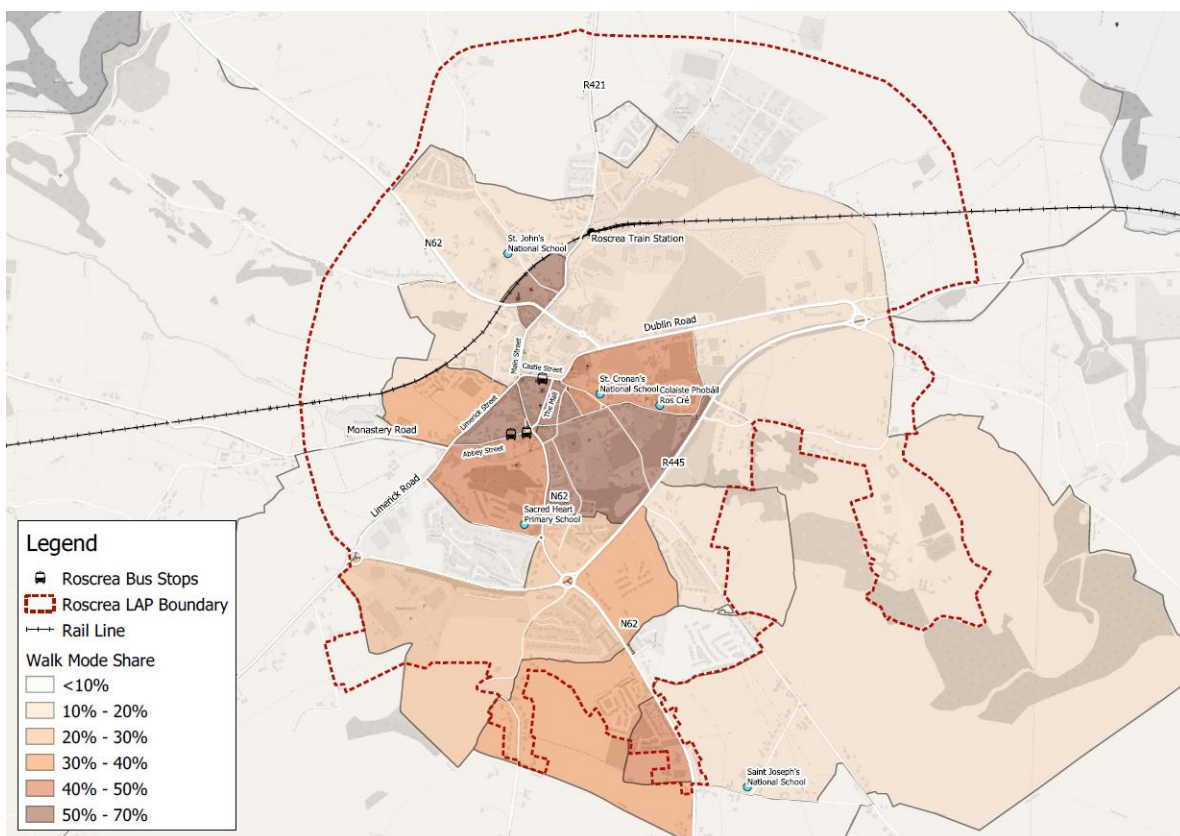 R421
N62
St. John's
National School
Roscrea Train Station
Dublin Road
Main Street
Castle Street
St. Cronan's
National School
Colaiste Phobáil
Ros Cré
The Mall
Limerick Street
Monastery Road
Abbey Street
R445
Limerick Road
N62
Sacred Heart
Primary School
N62
Saint Joseph's
National School
Legend
Roscrea Bus Stops
Roscrea LAP Boundary
Rail Line
Walk Mode Share
<10%
10% - 20%
20% - 30%
30% - 40%
40% - 50%
50% - 70%